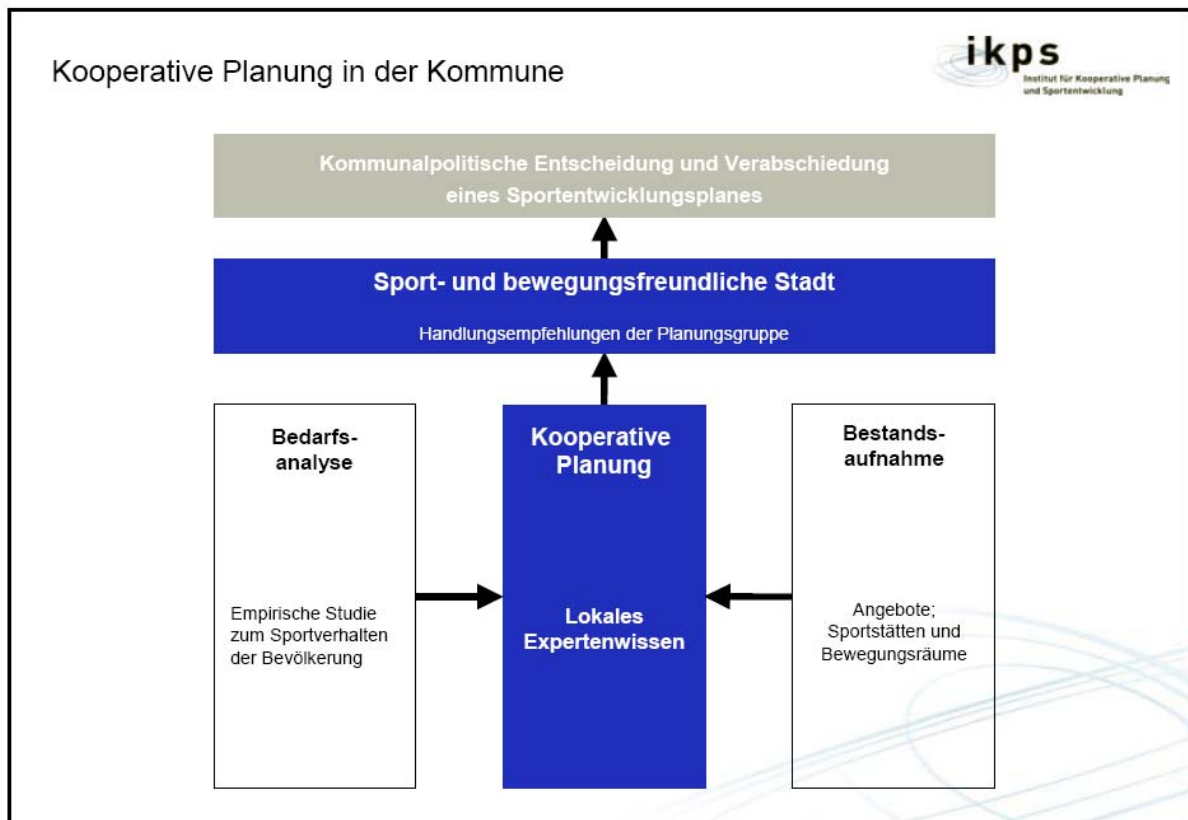 Kooperative Planung in der Kommune
ikps
Institut für Kooperative Planung
und Sportentwicklung
Kommunalpolitische Entscheidung und Verabschiedung
eines Sportentwicklungsplanes
Sport- und bewegungsfreundliche Stadt
Handlungsempfehlungen der Planungsgruppe
Bedarfs-
analyse
Empirische Studie
zum Sportverhalten
der Bevölkerung
Kooperative
Planung
Lokales
Expertenwissen
Bestands-
aufnahme
Angebote;
Sportstätten und
Bewegungsräume